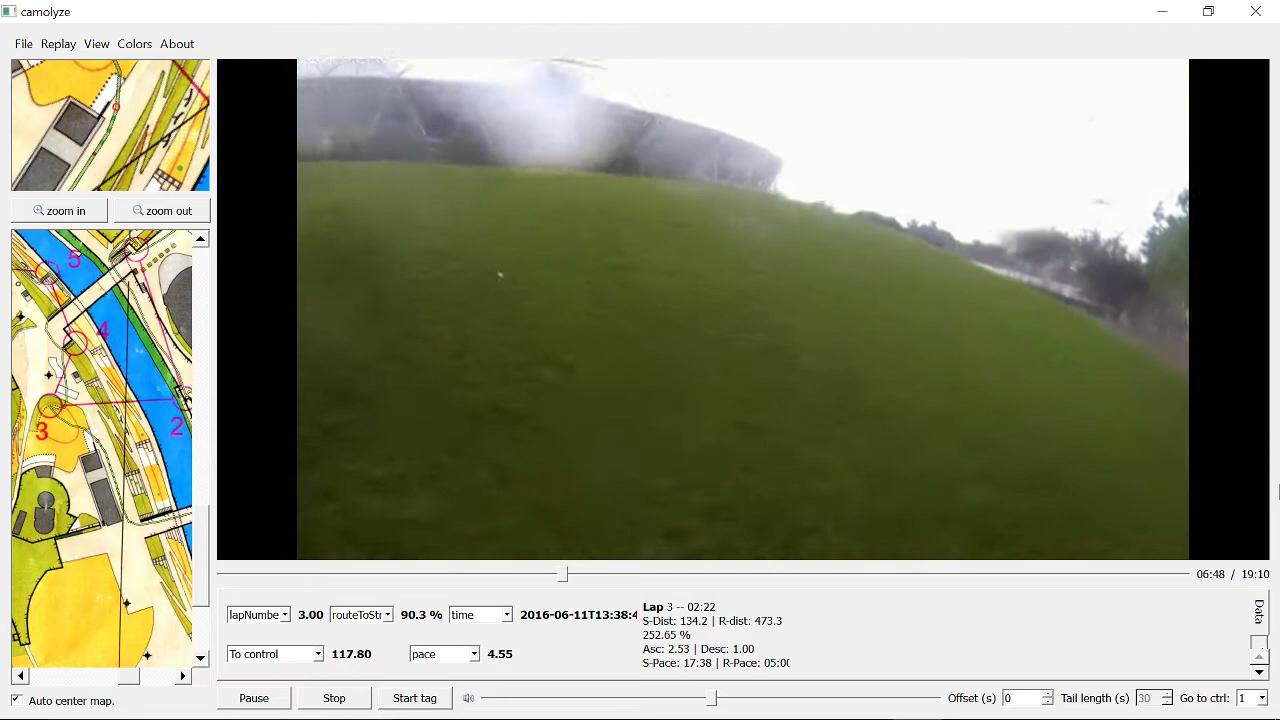 camolyze
File Replay View Colors About
zoom in
zoom out
5
4
3
2
06:48 / 19:10
lapNumbe 3.00 routeToStr 90.3 % time 2016-06-11T13:38:4
Lap 3 -- 02:22
S-Dist: 134.2 | R-dist: 473.3
252.65 %
Asc: 2.53 | Desc: 1.00
S-Pace: 17:38 | R-Pace: 05:00
Data
To control 117.80 pace 4.55
Auto center map.
Pause Stop Start tag
Offset (s) 0 Tail length (s) 30 Go to ctrl: 1